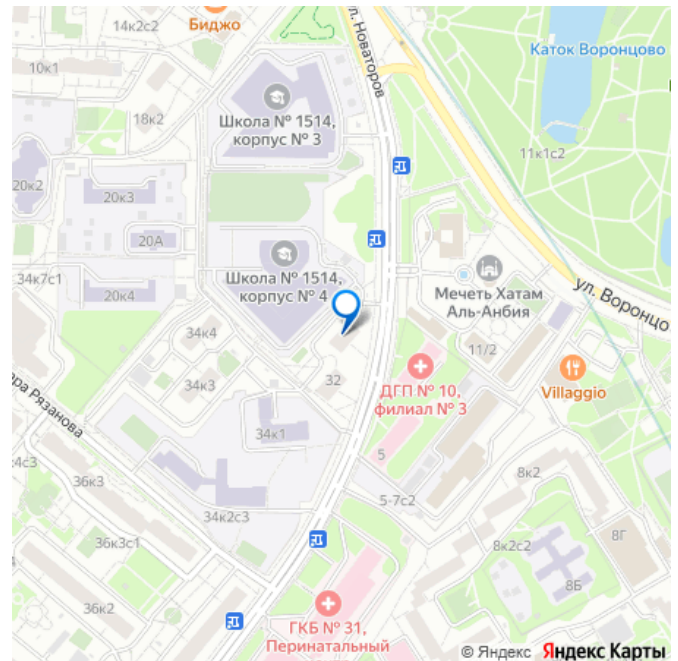 14к2с2
Биджо
ул. Новаторов
Каток Воронцово
10к1
Школа № 1514,
корпус № 3
18к2
11к1с2
20к2
20к3
20А
34к7с1
20к4
Школа № 1514,
корпус № 4
Мечеть Хатам
Аль-Анбия
ул. Воронцо
34к4
34к3
32
11/2
ДГП № 10,
филиал № 3
Villaggio
ра Рязанова
34к1
5
5-7с2
8к2
к4с3
36к3
34к2с3
36к3с1
8к2с2
8Г
8Б
36к2
ГКБ № 31,
Перинатальный
© Яндекс Яндекс Карты